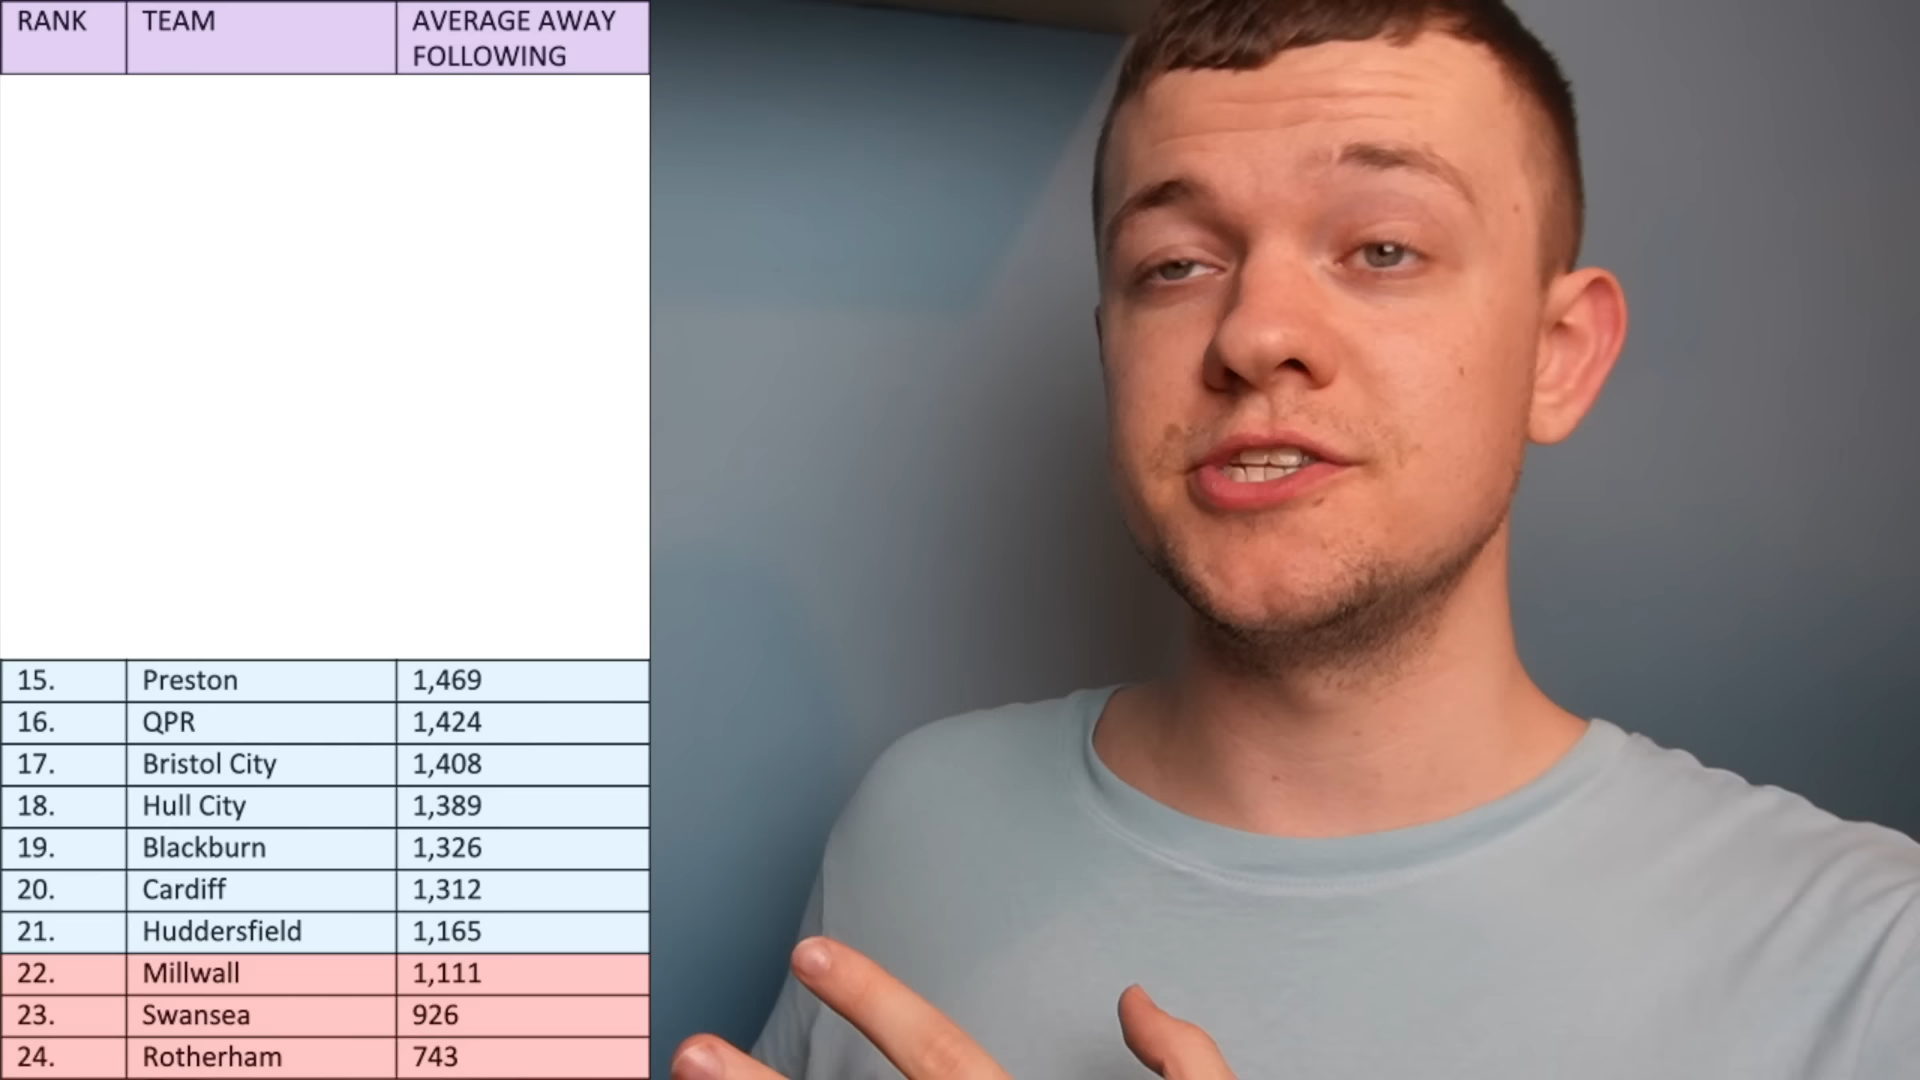 RANK TEAM AVERAGE AWAY
FOLLOWING
15. Preston 1,469
16. QPR 1,424
17. Bristol City 1,408
18. Hull City 1,389
19. Blackburn 1,326
20. Cardiff 1,312
21. Huddersfield 1,165
22. Millwall 1,111
23. Swansea 926
24. Rotherham 743